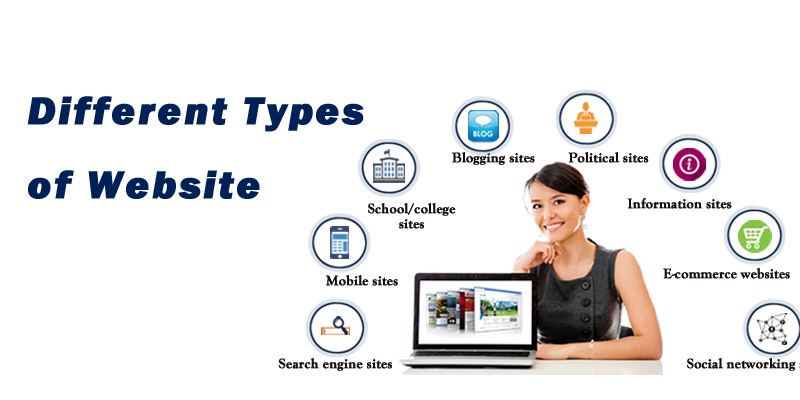 Different Types
of Website
BLOG
Blogging sites
Political sites
School/college
sites
Information sites
Mobile sites
E-commerce websites
Search engine sites
Social networking